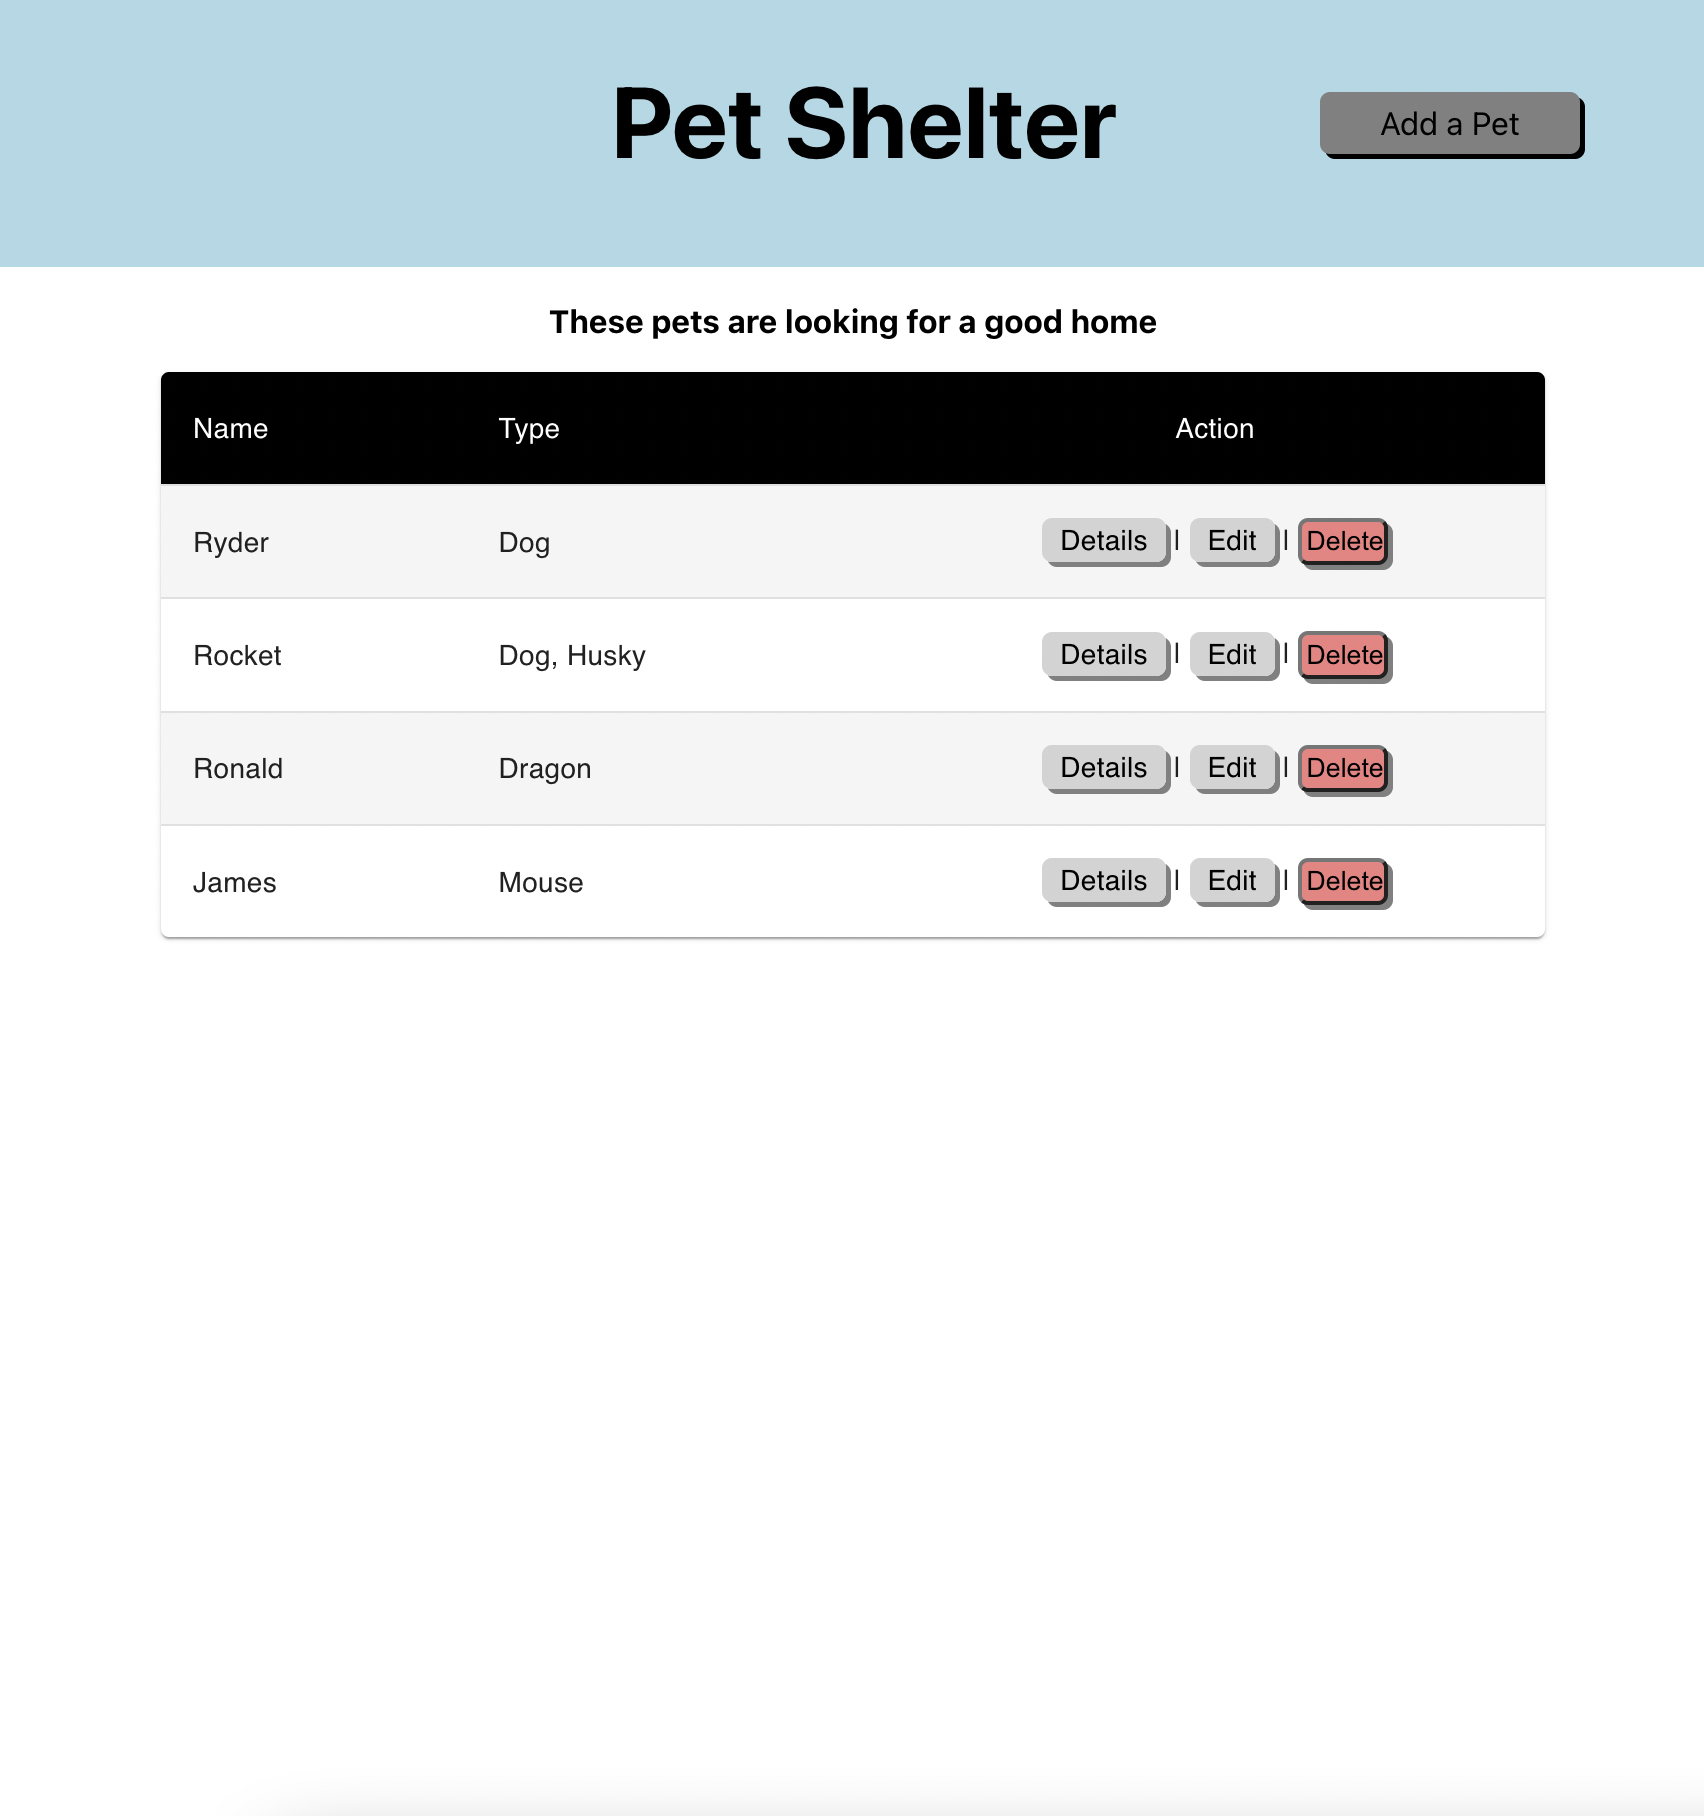 Pet Shelter Add a Pet
These pets are looking for a good home
Name Type Action
Ryder Dog Details | Edit | Delete
Rocket Dog, Husky Details | Edit | Delete
Ronald Dragon Details | Edit | Delete
James Mouse Details | Edit | Delete